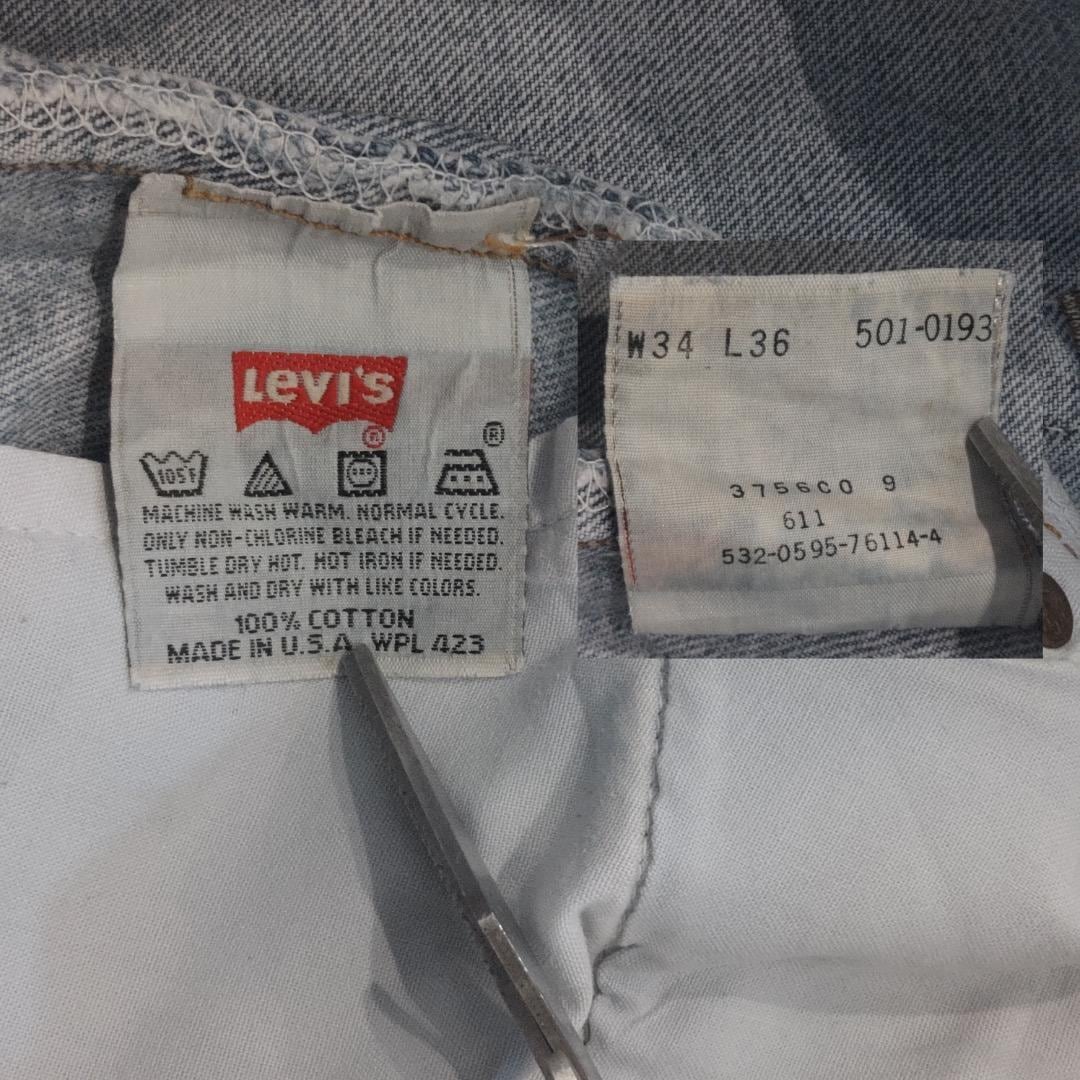 LEVI'S
®
®
105F
MACHINE WASH WARM. NORMAL CYCLE.
ONLY NON-CHLORINE BLEACH IF NEEDED.
TUMBLE DRY HOT. HOT IRON IF NEEDED.
WASH AND DRY WITH LIKE COLORS.
100% COTTON
MADE IN U.S.A. WPL 423
W34 L36 501-0193
3756CO 9
611
532-0595-76114-4